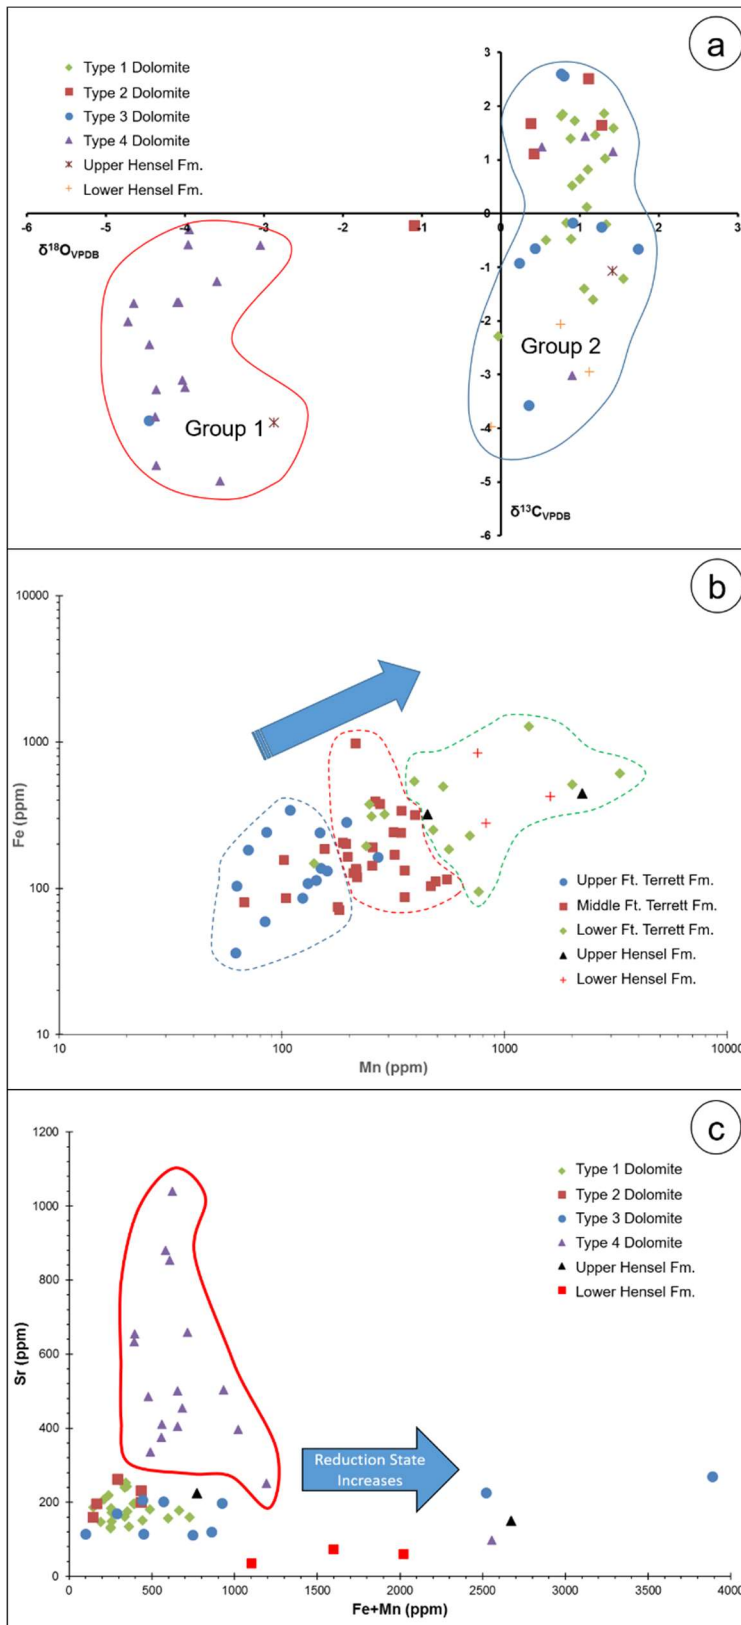 a
Type 1 Dolomite
Type 2 Dolomite
Type 3 Dolomite
Type 4 Dolomite
Upper Hensel Fm.
Lower Hensel Fm.
3
2
1
0
-6 -5 -4 -3 -2 -1 0 1 2 3
δ¹⁸O_VPDB
-1
-2
Group 2
-3
Group 1
-4
-5
δ¹³C_VPDB
-6
b
10000
1000
Fe (ppm)
100
10
Upper Ft. Terrett Fm.
Middle Ft. Terrett Fm.
Lower Ft. Terrett Fm.
Upper Hensel Fm.
Lower Hensel Fm.
10 100 1000 10000
Mn (ppm)
c
1200
1000
800
600
400
200
0
Sr (ppm)
Type 1 Dolomite
Type 2 Dolomite
Type 3 Dolomite
Type 4 Dolomite
Upper Hensel Fm.
Lower Hensel Fm.
Reduction State
Increases
0 500 1000 1500 2000 2500 3000 3500 4000
Fe+Mn (ppm)